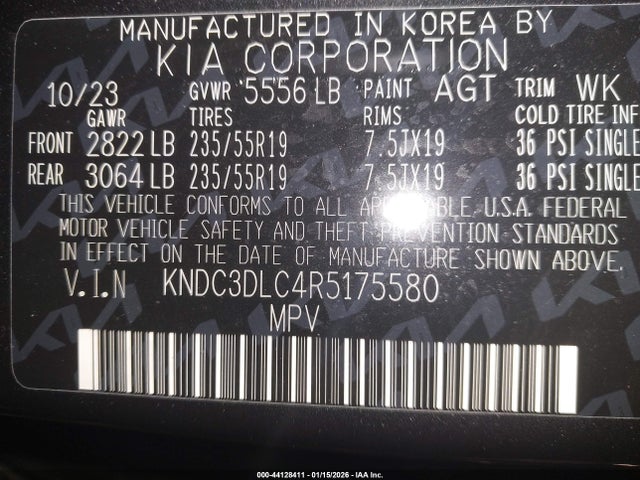 MANUFACTURED IN KOREA BY
KIA CORPORATION
10/23 GVWR 5556 LB PAINT AGT TRIM WK
GAWR TIRES RIMS COLD TIRE INF
FRONT 2822 LB 235/55R19 7.5JX19 36 PSI SINGLE
REAR 3064 LB 235/55R19 7.5JX19 36 PSI SINGLE
THIS VEHICLE CONFORMS TO ALL APPLICABLE U.S.A. FEDERAL
MOTOR VEHICLE SAFETY AND THEFT PREVENTION STANDARDS
IN EFFECT ON THE DATE OF MANUFACTURE SHOWN ABOVE.
V.I.N KNDC3DLC4R5175580
MPV
000-44128411 - 01/15/2026 - IAA Inc.